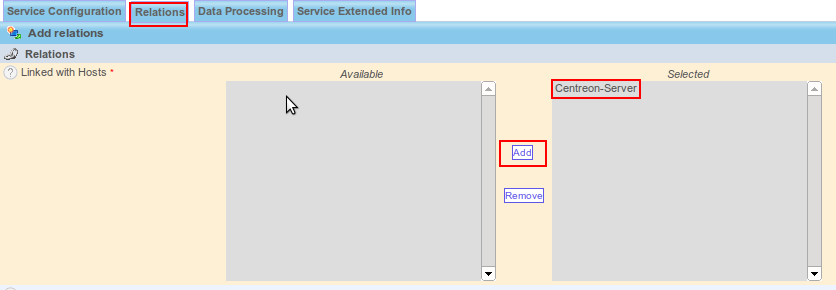 Service Configuration Relations Data Processing Service Extended Info
Add relations
Relations
? Linked with Hosts *
Available
Selected
Centreon-Server
Add
Remove